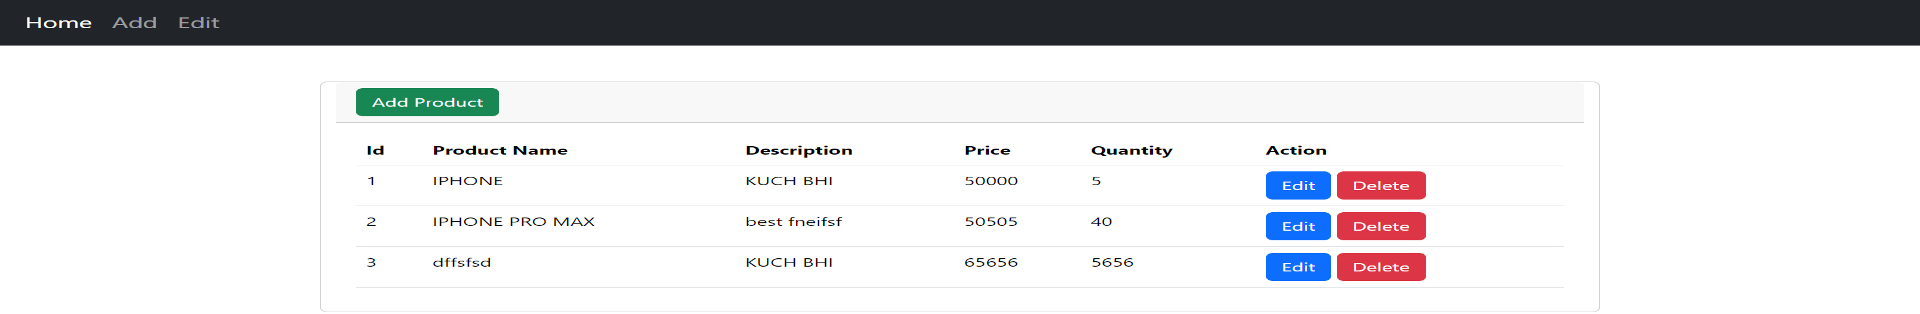 Home Add Edit
Add Product
Id Product Name Description Price Quantity Action
1 IPHONE KUCH BHI 50000 5 Edit Delete
2 IPHONE PRO MAX best fneifsf 50505 40 Edit Delete
3 dffsfsd KUCH BHI 65656 5656 Edit Delete